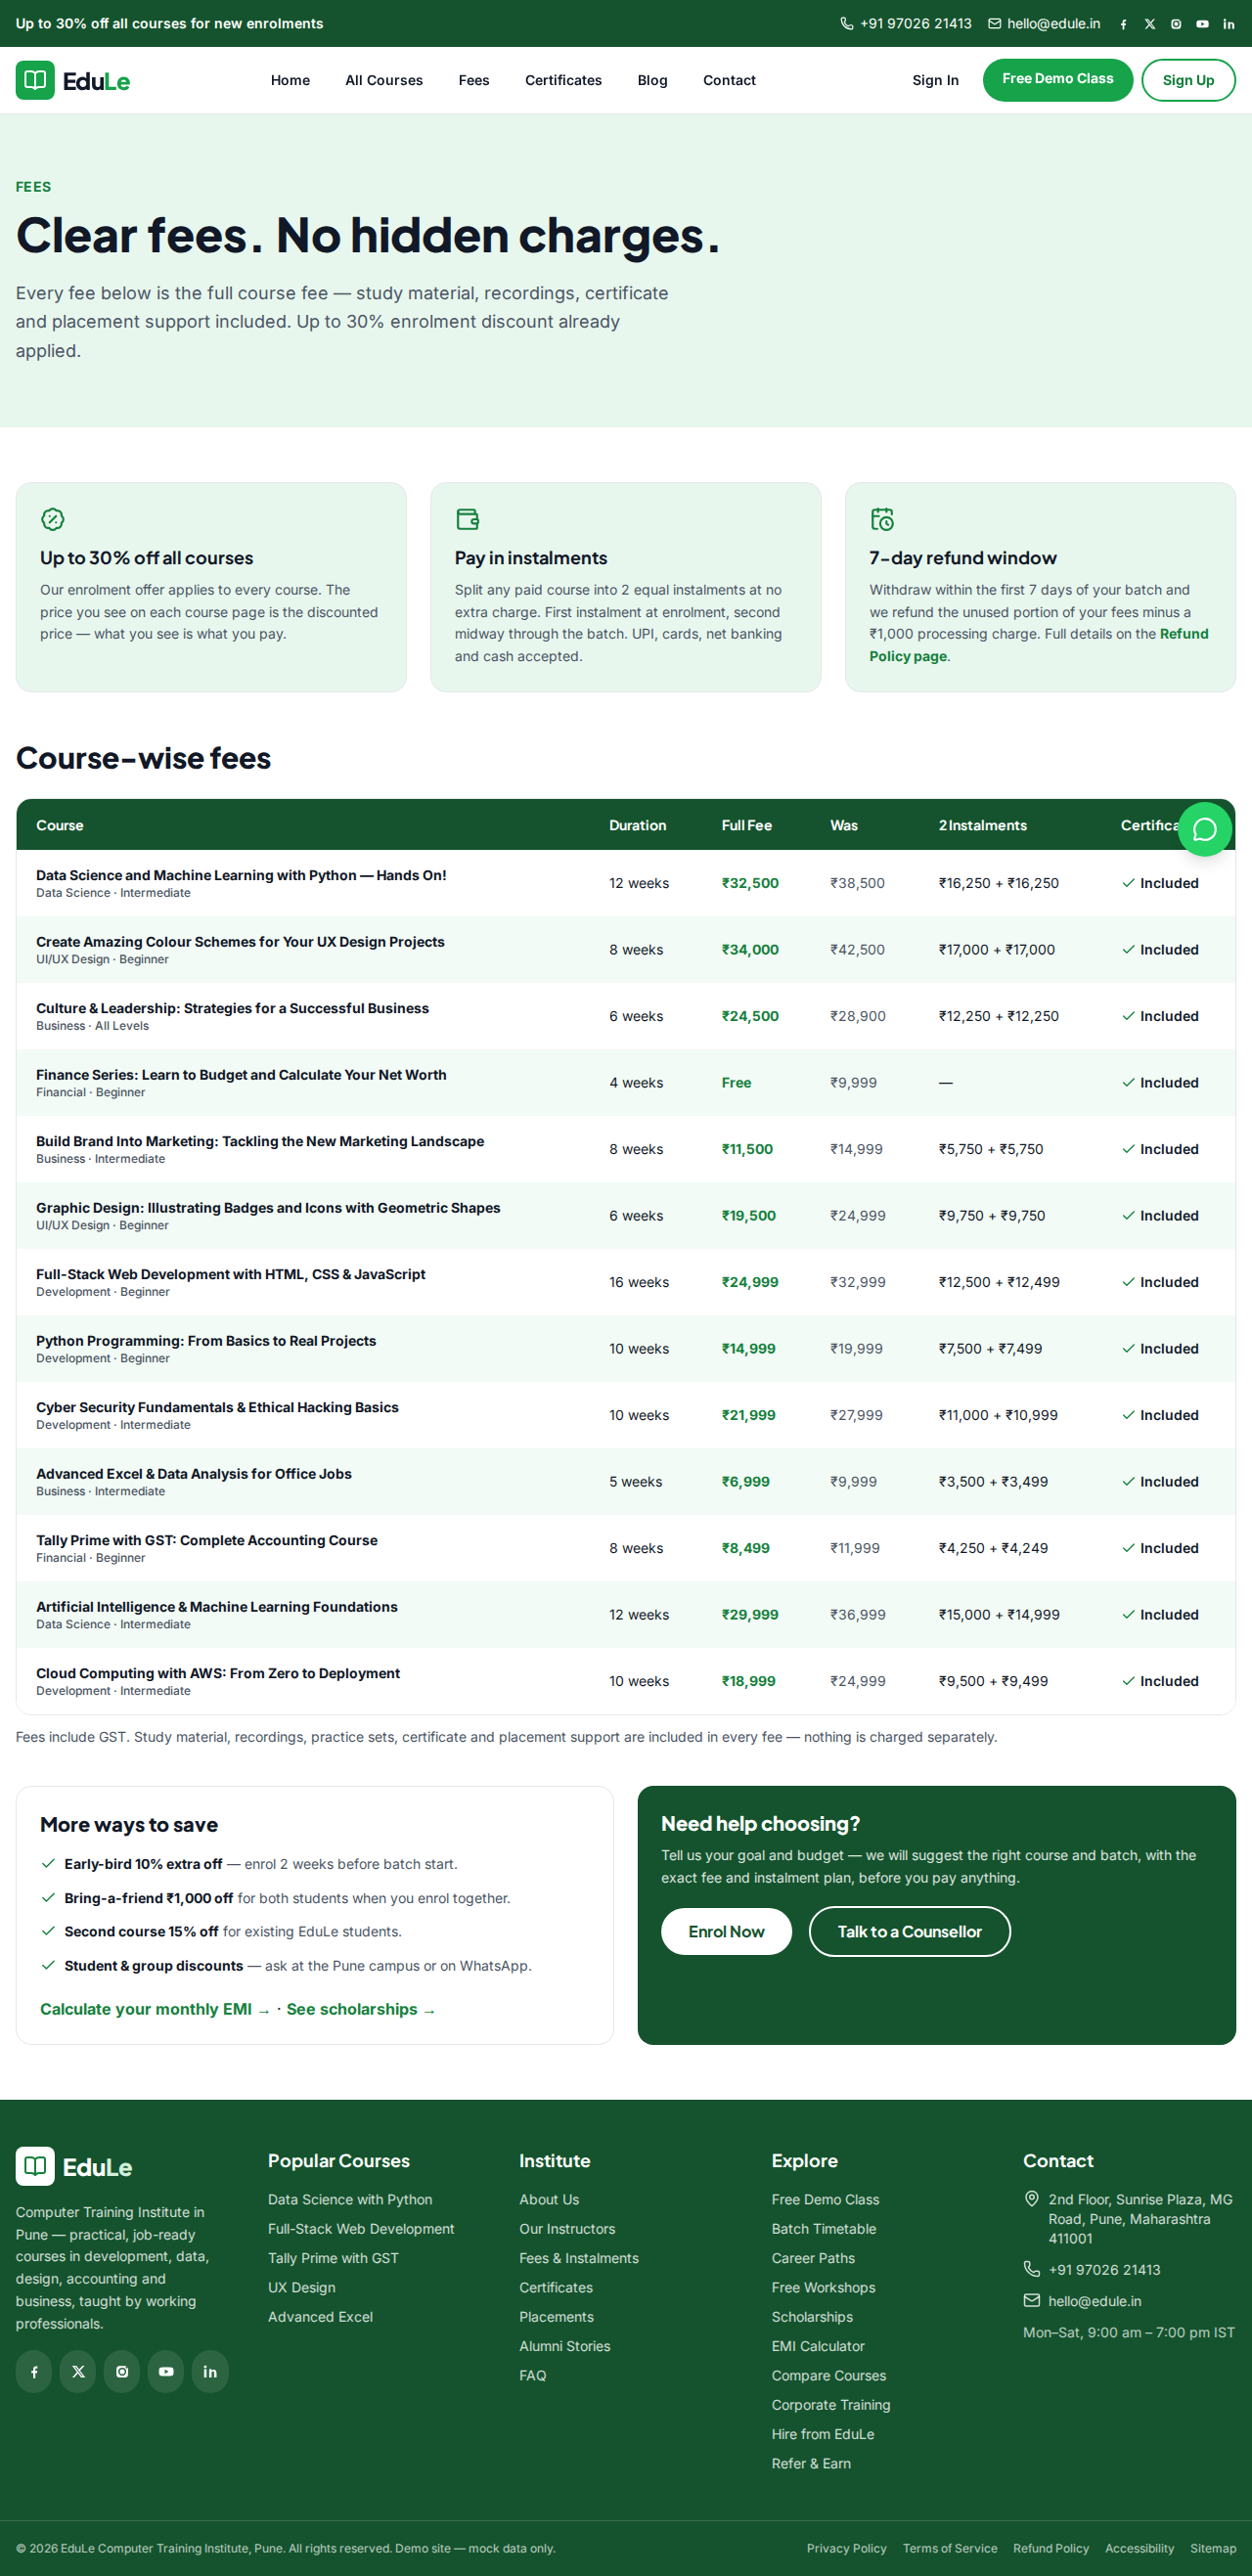 Up to 30% off all courses for new enrolments
+91 97026 21413
hello@edule.in
EduLe
Home
All Courses
Fees
Certificates
Blog
Contact
Sign In
Free Demo Class
Sign Up
FEES
Clear fees. No hidden charges.
Every fee below is the full course fee — study material, recordings, certificate
and placement support included. Up to 30% enrolment discount already
applied.
Up to 30% off all courses
Our enrolment offer applies to every course. The
price you see on each course page is the discounted
price — what you see is what you pay.
Pay in instalments
Split any paid course into 2 equal instalments at no
extra charge. First instalment at enrolment, second
midway through the batch. UPI, cards, net banking
and cash accepted.
7-day refund window
Withdraw within the first 7 days of your batch and
we refund the unused portion of your fees minus a
₹1,000 processing charge. Full details on the Refund
Policy page.
Course-wise fees
Course Duration Full Fee Was 2 Instalments
Data Science and Machine Learning with Python — Hands On!
Data Science · Intermediate
12 weeks ₹32,500 ₹38,500 ₹16,250 + ₹16,250 Included
Create Amazing Colour Schemes for Your UX Design Projects
UI/UX Design · Beginner
8 weeks ₹34,000 ₹42,500 ₹17,000 + ₹17,000 Included
Culture & Leadership: Strategies for a Successful Business
Business · All Levels
6 weeks ₹24,500 ₹28,900 ₹12,250 + ₹12,250 Included
Finance Series: Learn to Budget and Calculate Your Net Worth
Financial · Beginner
4 weeks Free ₹9,999 — Included
Build Brand Into Marketing: Tackling the New Marketing Landscape
Business · Intermediate
8 weeks ₹11,500 ₹14,999 ₹5,750 + ₹5,750 Included
Graphic Design: Illustrating Badges and Icons with Geometric Shapes
UI/UX Design · Beginner
6 weeks ₹19,500 ₹24,999 ₹9,750 + ₹9,750 Included
Full-Stack Web Development with HTML, CSS & JavaScript
Development · Beginner
16 weeks ₹24,999 ₹32,999 ₹12,500 + ₹12,499 Included
Python Programming: From Basics to Real Projects
Development · Beginner
10 weeks ₹14,999 ₹19,999 ₹7,500 + ₹7,499 Included
Cyber Security Fundamentals & Ethical Hacking Basics
Development · Intermediate
10 weeks ₹21,999 ₹27,999 ₹11,000 + ₹10,999 Included
Advanced Excel & Data Analysis for Office Jobs
Business · Intermediate
5 weeks ₹6,999 ₹9,999 ₹3,500 + ₹3,499 Included
Tally Prime with GST: Complete Accounting Course
Financial · Beginner
8 weeks ₹8,499 ₹11,999 ₹4,250 + ₹4,249 Included
Artificial Intelligence & Machine Learning Foundations
Data Science · Intermediate
12 weeks ₹29,999 ₹36,999 ₹15,000 + ₹14,999 Included
Cloud Computing with AWS: From Zero to Deployment
Development · Intermediate
10 weeks ₹18,999 ₹24,999 ₹9,500 + ₹9,499 Included
Fees include GST. Study material, recordings, practice sets, certificate and placement support are included in every fee — nothing is charged separately.
More ways to save
Early-bird 10% extra off — enrol 2 weeks before batch start.
Bring-a-friend ₹1,000 off for both students when you enrol together.
Second course 15% off for existing EduLe students.
Student & group discounts — ask at the Pune campus or on WhatsApp.
Calculate your monthly EMI → · See scholarships →
Need help choosing?
Tell us your goal and budget — we will suggest the right course and batch, with the
exact fee and instalment plan, before you pay anything.
Enrol Now
Talk to a Counsellor
EduLe
Computer Training Institute in
Pune — practical, job-ready
courses in development, data,
design, accounting and
business, taught by working
professionals.
Popular Courses
Data Science with Python
Full-Stack Web Development
Tally Prime with GST
UX Design
Advanced Excel
Institute
About Us
Our Instructors
Fees & Instalments
Certificates
Placements
Alumni Stories
FAQ
Explore
Free Demo Class
Batch Timetable
Career Paths
Free Workshops
Scholarships
EMI Calculator
Compare Courses
Corporate Training
Hire from EduLe
Refer & Earn
Contact
2nd Floor, Sunrise Plaza, MG
Road, Pune, Maharashtra
411001
+91 97026 21413
hello@edule.in
Mon–Sat, 9:00 am – 7:00 pm IST
© 2026 EduLe Computer Training Institute, Pune. All rights reserved. Demo site — mock data only.
Privacy Policy
Terms of Service
Refund Policy
Accessibility
Sitemap